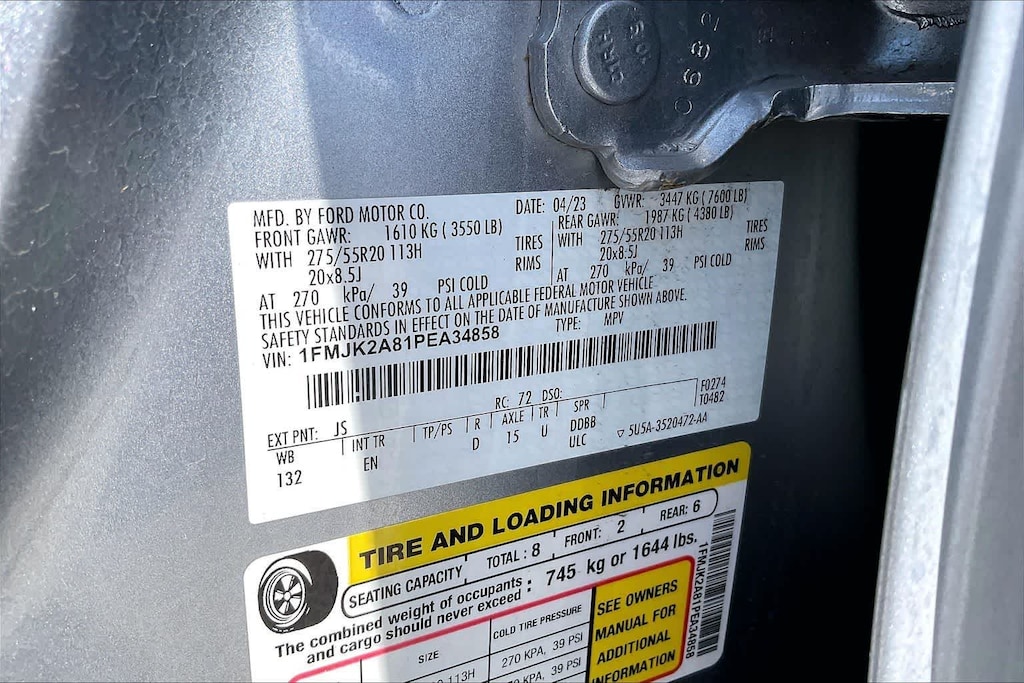 MFD. BY FORD MOTOR CO. DATE: 04/23 GVWR: 3447 KG ( 7600 LB)
FRONT GAWR: 1610 KG ( 3550 LB) REAR GAWR: 1987 KG ( 4380 LB)
WITH 275/55R20 113H TIRES WITH 275/55R20 113H TIRES
20x8.5J RIMS 20x8.5J RIMS
AT 270 kPa/ 39 PSI COLD AT 270 kPa/ 39 PSI COLD
THIS VEHICLE CONFORMS TO ALL APPLICABLE FEDERAL MOTOR VEHICLE
SAFETY STANDARDS IN EFFECT ON THE DATE OF MANUFACTURE SHOWN ABOVE.
VIN: 1FMJK2A81PEA34858 TYPE: MPV
EXT PNT: JS RC: 72 DSO: F0274
WB INT TR TP/PS R AXLE TR SPR T0482
132 EN D 15 U DDBB
ULC ▽ 5U5A-3520472-AA
TIRE AND LOADING INFORMATION
SEATING CAPACITY TOTAL : 8 FRONT: 2 REAR: 6
The combined weight of occupants and cargo should never exceed : 745 kg or 1644 lbs.
SIZE COLD TIRE PRESSURE
113H 270 KPA, 39 PSI
KPA, 39 PSI
SEE OWNERS
MANUAL FOR
ADDITIONAL
INFORMATION
1FMJK2A81PEA34858